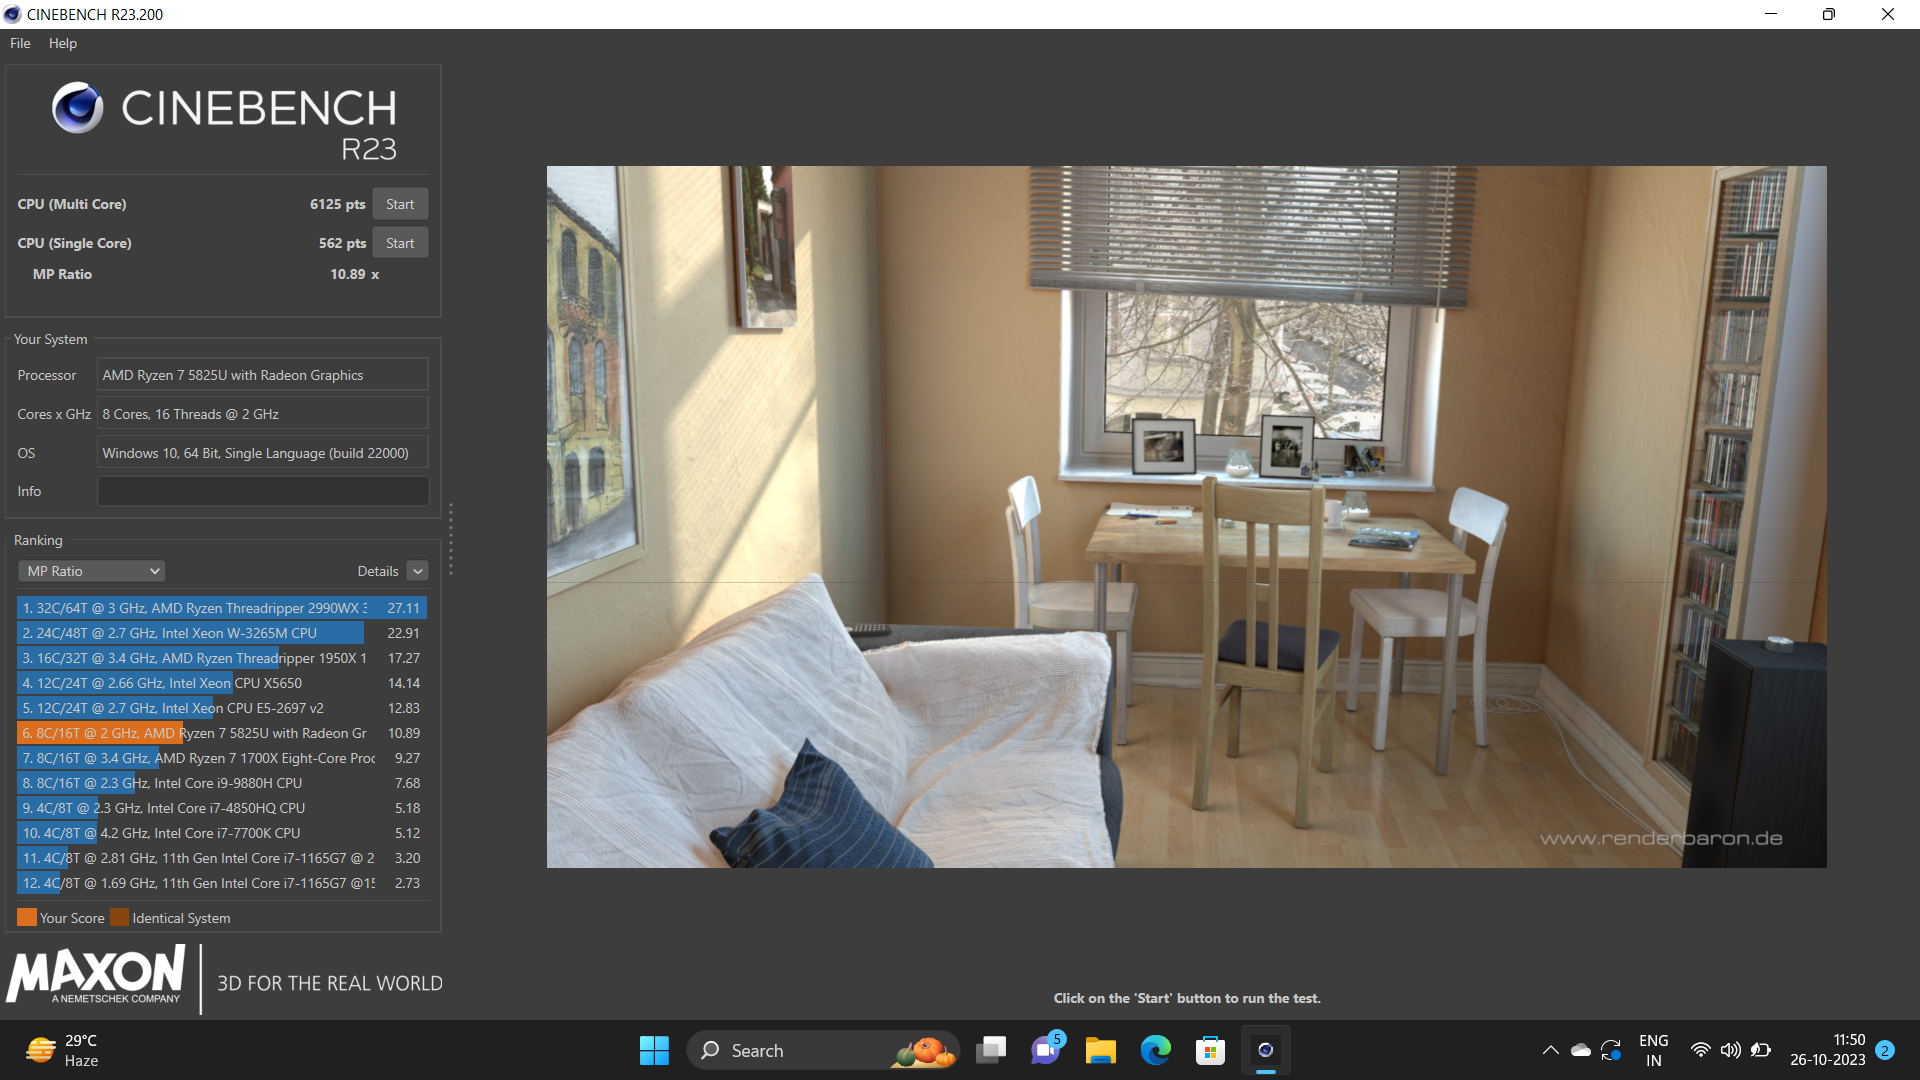 CINEBENCH R23.200
File Help
CINEBENCH
R23
CPU (Multi Core) 6125 pts Start
CPU (Single Core) 562 pts Start
MP Ratio 10.89 x
Your System
Processor AMD Ryzen 7 5825U with Radeon Graphics
Cores x GHz 8 Cores, 16 Threads @ 2 GHz
OS Windows 10, 64 Bit, Single Language (build 22000)
Info
Ranking
MP Ratio Details
1. 32C/64T @ 3 GHz, AMD Ryzen Threadripper 2990WX 3 27.11
2. 24C/48T @ 2.7 GHz, Intel Xeon W-3265M CPU 22.91
3. 16C/32T @ 3.4 GHz, AMD Ryzen Threadripper 1950X 1 17.27
4. 12C/24T @ 2.66 GHz, Intel Xeon CPU X5650 14.14
5. 12C/24T @ 2.7 GHz, Intel Xeon CPU E5-2697 v2 12.83
6. 8C/16T @ 2 GHz, AMD Ryzen 7 5825U with Radeon Gr 10.89
7. 8C/16T @ 3.4 GHz, AMD Ryzen 7 1700X Eight-Core Proc 9.27
8. 8C/16T @ 2.3 GHz, Intel Core i9-9880H CPU 7.68
9. 4C/8T @ 2.3 GHz, Intel Core i7-4850HQ CPU 5.18
10. 4C/8T @ 4.2 GHz, Intel Core i7-7700K CPU 5.12
11. 4C/8T @ 2.81 GHz, 11th Gen Intel Core i7-1165G7 @ 2 3.20
12. 4C/8T @ 1.69 GHz, 11th Gen Intel Core i7-1165G7 @15 2.73
Your Score Identical System
MAXON
A NEMETSCHEK COMPANY
3D FOR THE REAL WORLD
www.renderbaron.de
Click on the 'Start' button to run the test.
29°C
Haze
Search
5
ENG
IN
11:50
26-10-2023
2